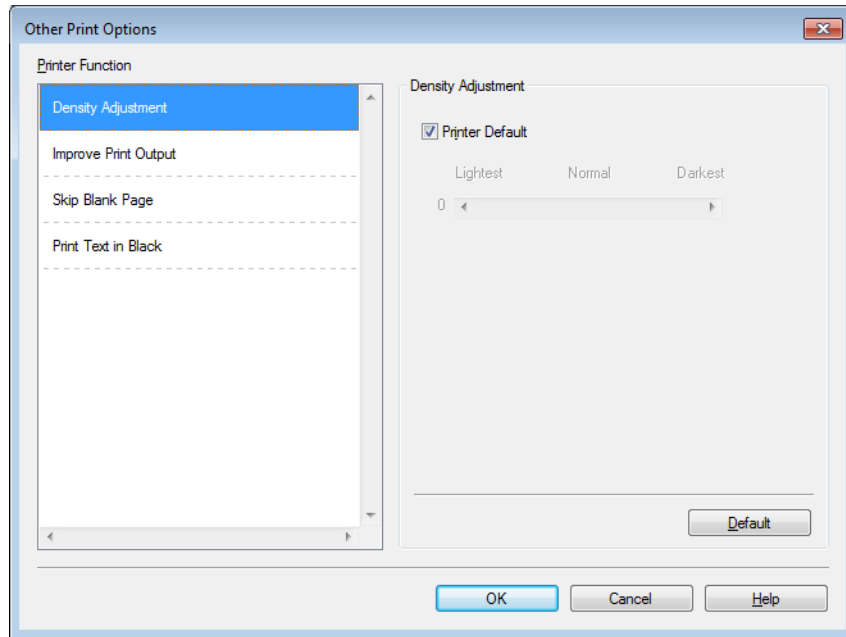 Other Print Options
Printer Function
Density Adjustment
Improve Print Output
Skip Blank Page
Print Text in Black
Density Adjustment
Printer Default
Lightest Normal Darkest
0
Default
OK Cancel Help